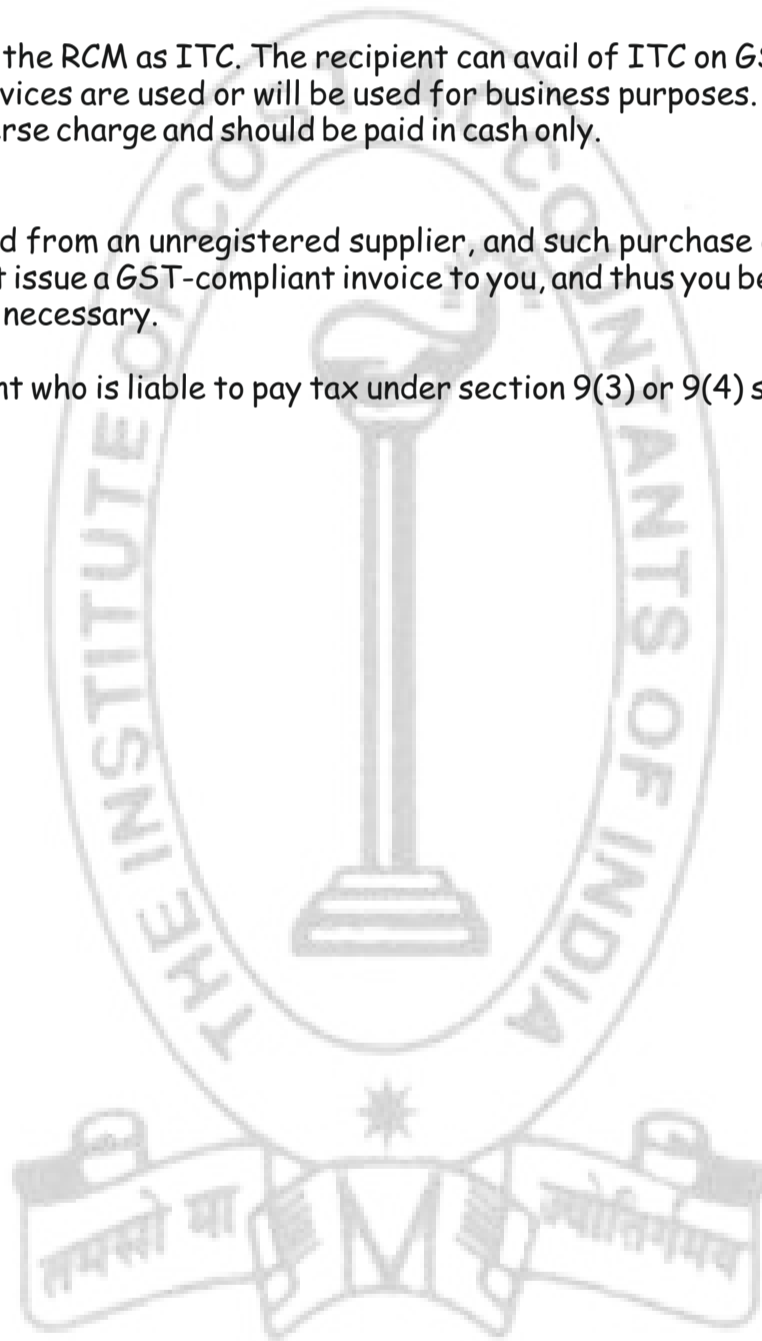 the RCM as ITC. The recipient can avail of ITC on G
vices are used or will be used for business purposes.
rse charge and should be paid in cash only.
d from an unregistered supplier, and such purchase
t issue a GST-compliant invoice to you, and thus you be
necessary.
nt who is liable to pay tax under section 9(3) or 9(4) s
THE INSTITUTE OF COST ACCOUNTANTS OF INDIA
तमसो मा ज्योतिर्गमय